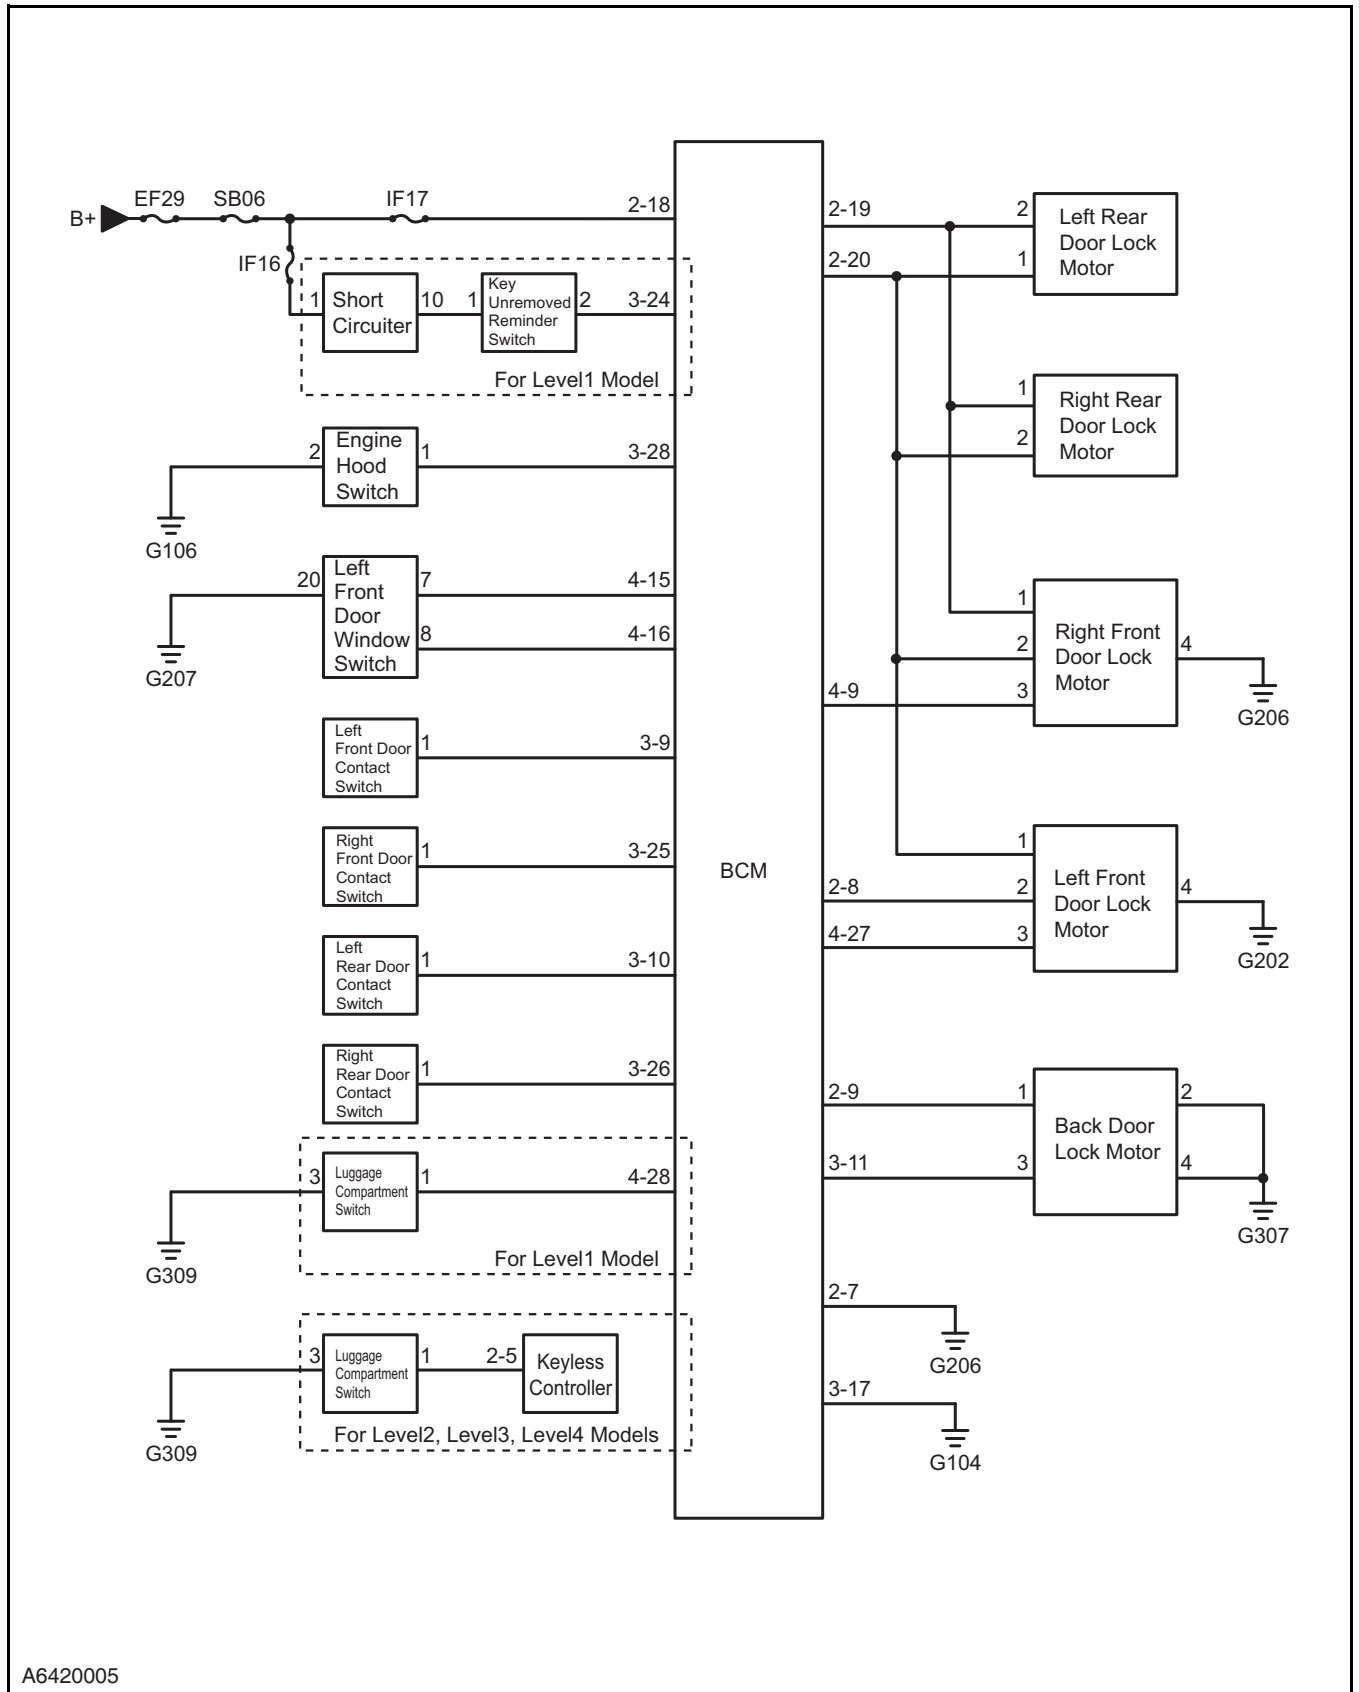 EF29 SB06 IF17
B+ 2-18
IF16
1 Short
Circuiter
10
1 Key
Unremoved
Reminder
Switch
2
3-24
For Level1 Model
2 Engine
Hood
Switch
1
3-28
G106
20 Left
Front
Door
Window
Switch
7
8
4-15
4-16
G207
Left
Front Door
Contact
Switch
1
3-9
Right
Front Door
Contact
Switch
1
3-25
Left
Rear Door
Contact
Switch
1
3-10
Right
Rear Door
Contact
Switch
1
3-26
3 Luggage
Compartment
Switch
1
4-28
For Level1 Model
G309
3 Luggage
Compartment
Switch
1
2-5
Keyless
Controller
For Level2, Level3, Level4 Models
G309
BCM
2-19
2-20
2
1
Left Rear
Door Lock
Motor
1
2
Right Rear
Door Lock
Motor
4-9
1
2
3
Right Front
Door Lock
Motor
4
G206
2-8
4-27
1
2
3
Left Front
Door Lock
Motor
4
G202
2-9
3-11
1
3
Back Door
Lock Motor
2
4
G307
2-7
G206
3-17
G104
A6420005